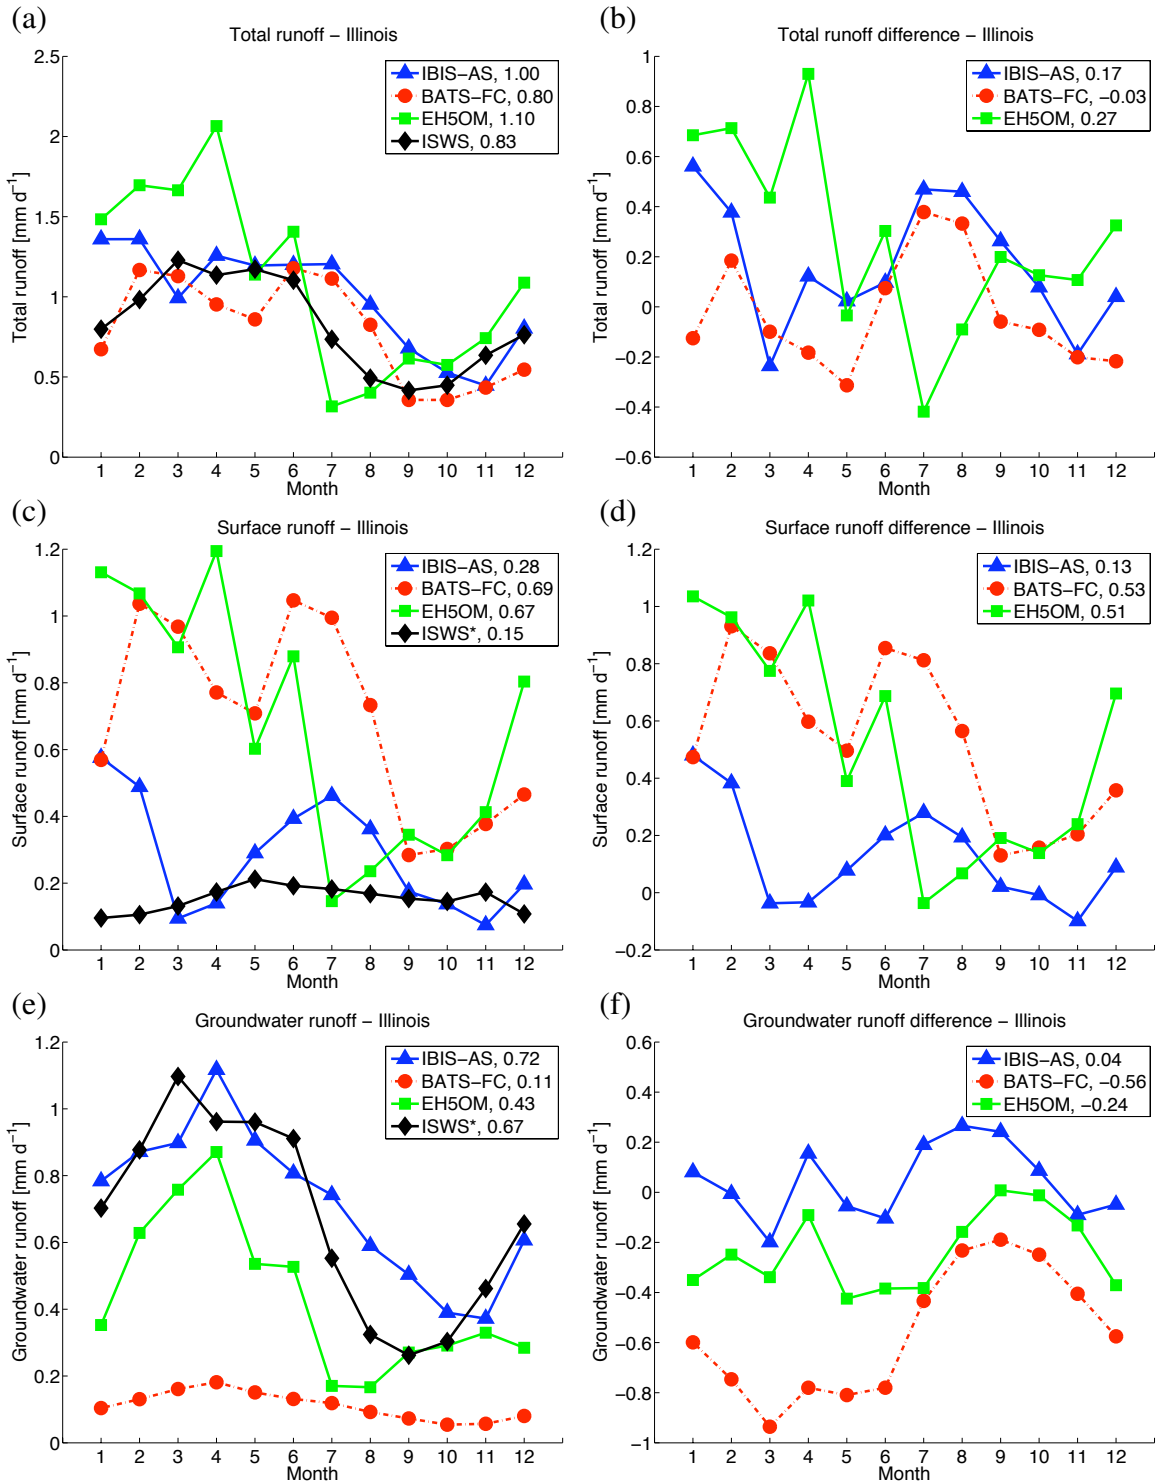 (a)
Total runoff – Illinois
2.5
2
1.5
1
0.5
0
Total runoff [mm d⁻¹]
IBIS–AS, 1.00
BATS–FC, 0.80
EH5OM, 1.10
ISWS, 0.83
1 2 3 4 5 6 7 8 9 10 11 12
Month
(b)
Total runoff difference – Illinois
1
0.8
0.6
0.4
0.2
0
−0.2
−0.4
−0.6
Total runoff [mm d⁻¹]
IBIS–AS, 0.17
BATS–FC, −0.03
EH5OM, 0.27
1 2 3 4 5 6 7 8 9 10 11 12
Month
(c)
Surface runoff – Illinois
1.2
1
0.8
0.6
0.4
0.2
0
Surface runoff [mm d⁻¹]
IBIS–AS, 0.28
BATS–FC, 0.69
EH5OM, 0.67
ISWS*, 0.15
1 2 3 4 5 6 7 8 9 10 11 12
Month
(d)
Surface runoff difference – Illinois
1.2
1
0.8
0.6
0.4
0.2
0
−0.2
Surface runoff [mm d⁻¹]
IBIS–AS, 0.13
BATS–FC, 0.53
EH5OM, 0.51
1 2 3 4 5 6 7 8 9 10 11 12
Month
(e)
Groundwater runoff – Illinois
1.2
1
0.8
0.6
0.4
0.2
0
Groundwater runoff [mm d⁻¹]
IBIS–AS, 0.72
BATS–FC, 0.11
EH5OM, 0.43
ISWS*, 0.67
1 2 3 4 5 6 7 8 9 10 11 12
Month
(f)
Groundwater runoff difference – Illinois
0.6
0.4
0.2
0
−0.2
−0.4
−0.6
−0.8
−1
Groundwater runoff [mm d⁻¹]
IBIS–AS, 0.04
BATS–FC, −0.56
EH5OM, −0.24
1 2 3 4 5 6 7 8 9 10 11 12
Month